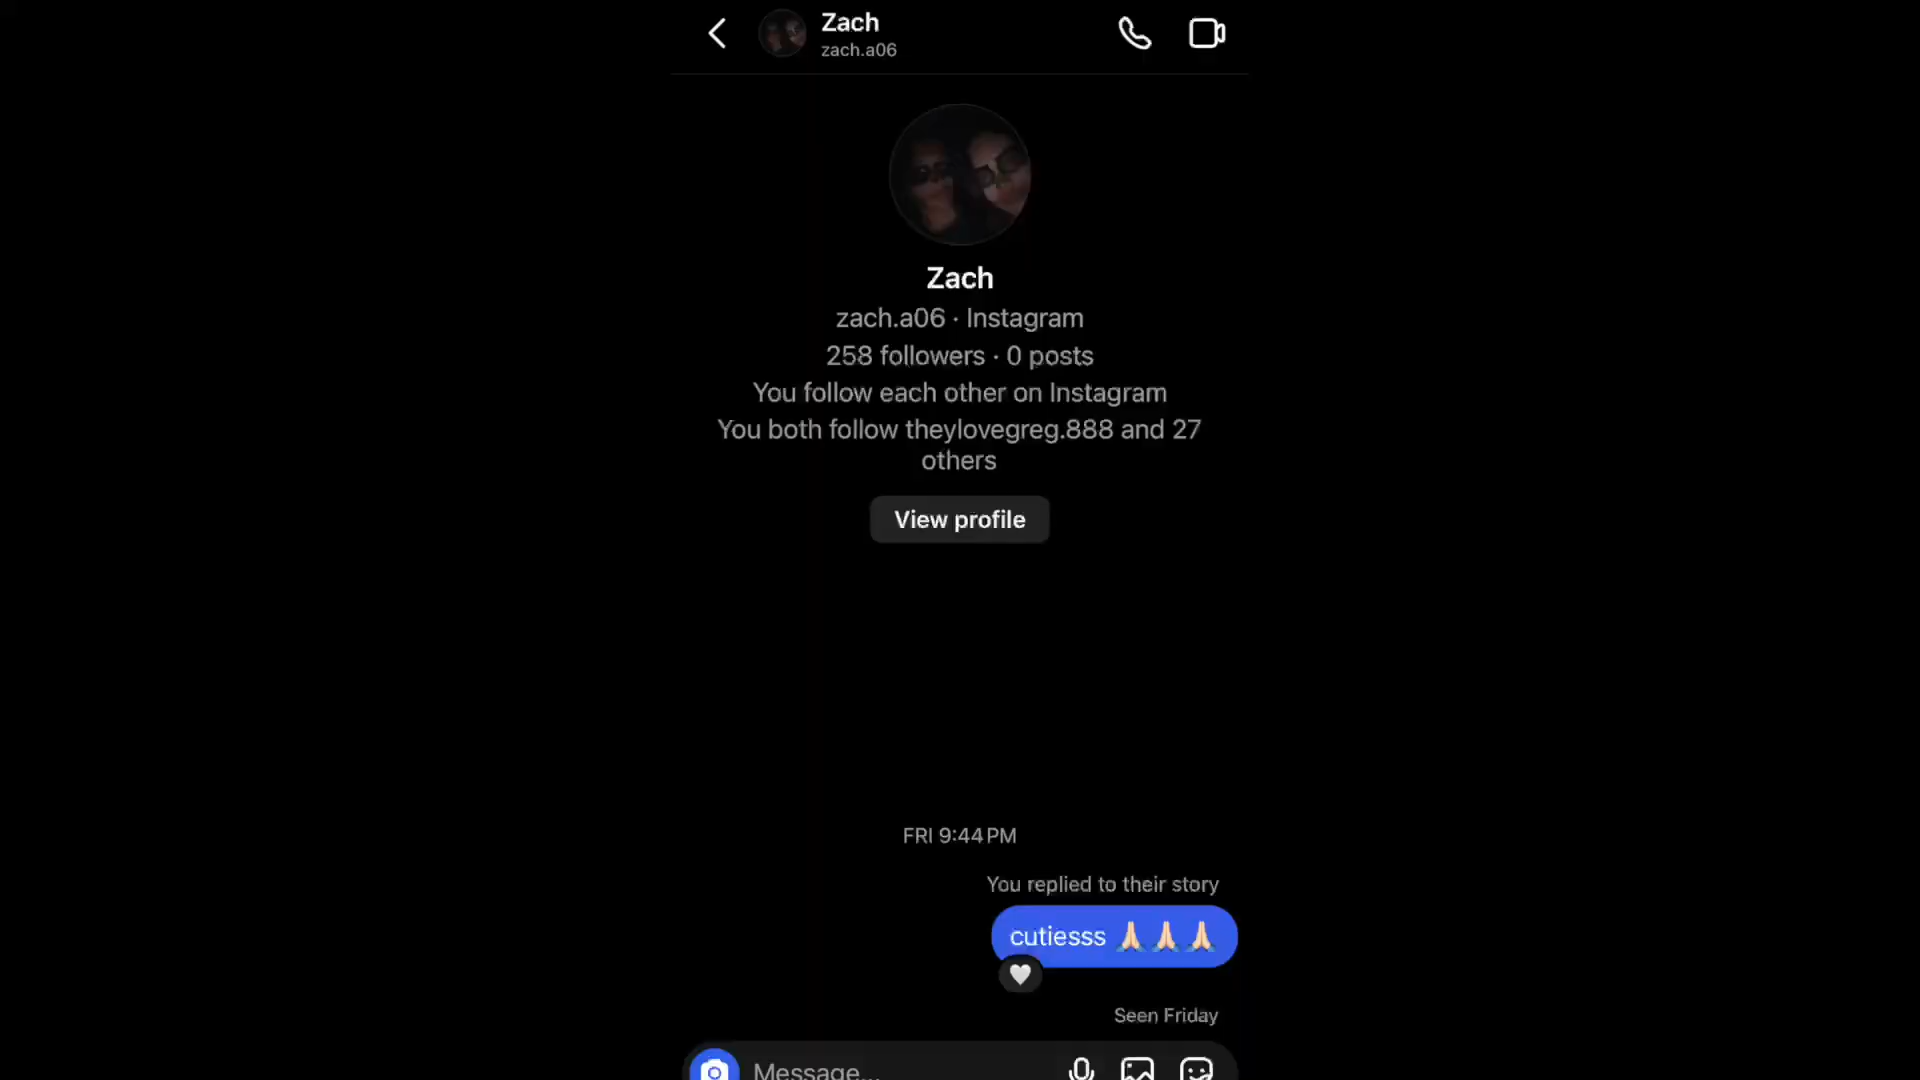 Zach
zach.a06
Zach
zach.a06 · Instagram
258 followers · 0 posts
You follow each other on Instagram
You both follow theylovegreg.888 and 27
others
View profile
FRI 9:44 PM
You replied to their story
cutiesss 🙏🏻🙏🏻🙏🏻
Seen Friday
Message...